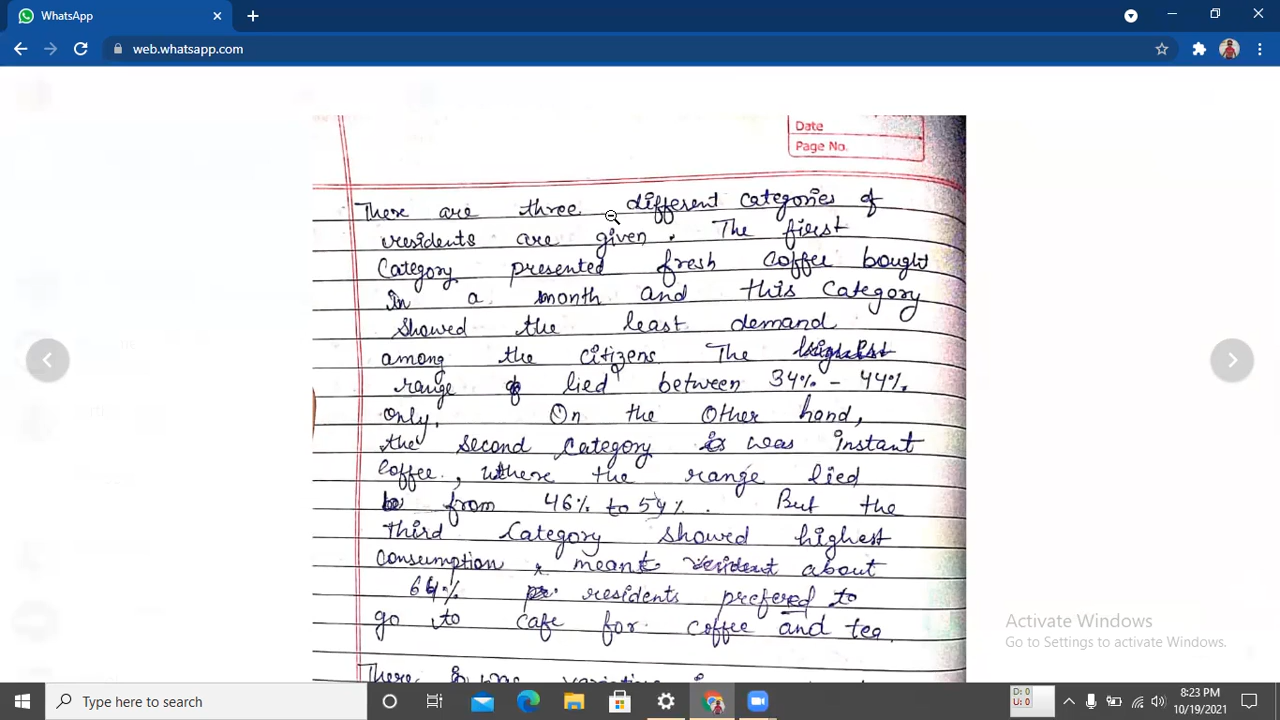 WhatsApp
web.whatsapp.com
Date
Page No.
There are three different categories of
residents are given. The first
Category presented fresh coffee bought
In a month and this Category
showed the least demand
among the citizens The highest
range lied between 34% - 44%
only. On the Other hand,
the second Category was instant
Coffee, where the range lied
from 46% to 54%. But the
third Category showed highest
Consumption, meant about
64% residents prefered to
go to cafe for coffee and tea
There was
Activate Windows
Go to Settings to activate Windows.
Type here to search
D: 0
U: 0
8:23 PM
10/19/2021